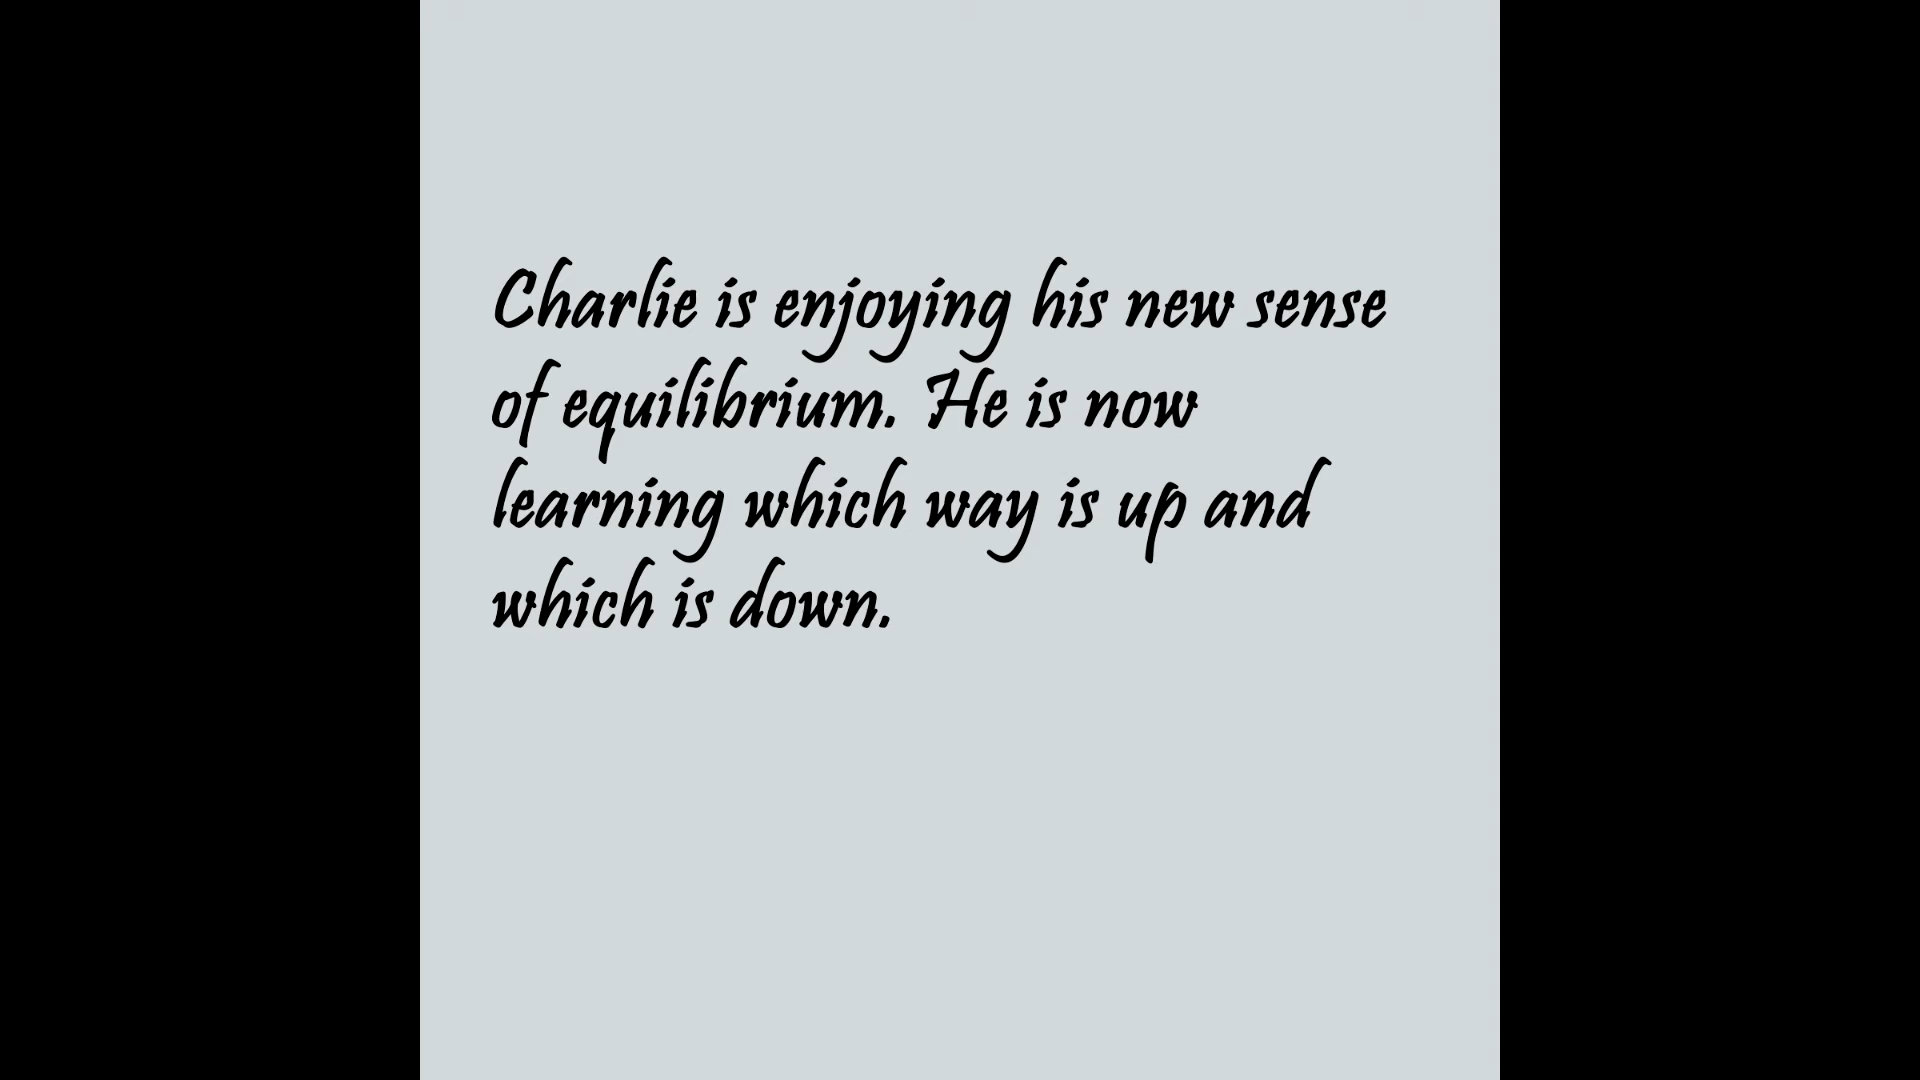 Charlie is enjoying his new sense
of equilibrium. He is now
learning which way is up and
which is down.